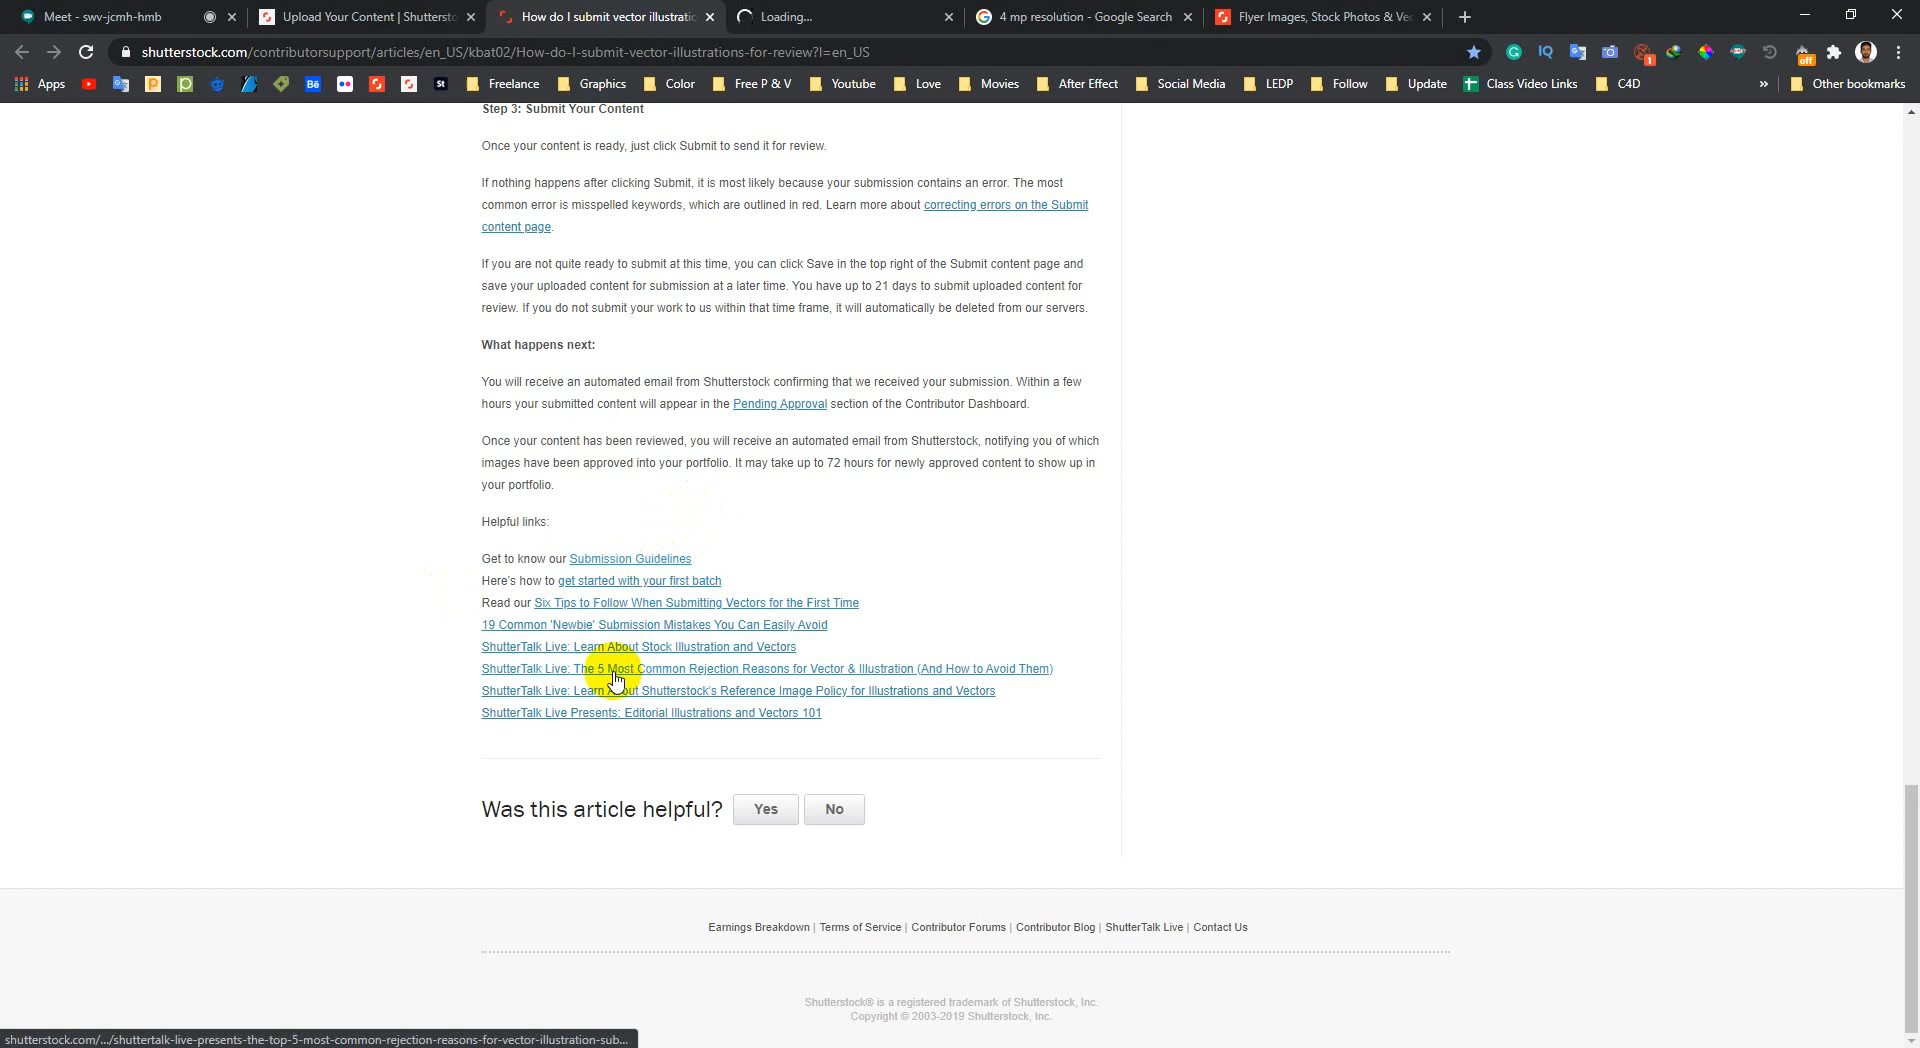 Meet - swv-jcmh-hmb
Upload Your Content | Shutterst
How do I submit vector illustratic
Loading...
4 mp resolution - Google Search
Flyer Images, Stock Photos & Vec
shutterstock.com/contributorsupport/articles/en_US/kbat02/How-do-I-submit-vector-illustrations-for-review?l=en_US
1
off
Apps
Bē
St
Freelance
Graphics
Color
Free P & V
Youtube
Love
Movies
After Effect
Social Media
LEDP
Follow
Update
Class Video Links
C4D
»
Other bookmarks
Step 3: Submit Your Content
Once your content is ready, just click Submit to send it for review.
If nothing happens after clicking Submit, it is most likely because your submission contains an error. The most
common error is misspelled keywords, which are outlined in red. Learn more about correcting errors on the Submit
content page.
If you are not quite ready to submit at this time, you can click Save in the top right of the Submit content page and
save your uploaded content for submission at a later time. You have up to 21 days to submit uploaded content for
review. If you do not submit your work to us within that time frame, it will automatically be deleted from our servers.
What happens next:
You will receive an automated email from Shutterstock confirming that we received your submission. Within a few
hours your submitted content will appear in the Pending Approval section of the Contributor Dashboard.
Once your content has been reviewed, you will receive an automated email from Shutterstock, notifying you of which
images have been approved into your portfolio. It may take up to 72 hours for newly approved content to show up in
your portfolio.
Helpful links:
Get to know our Submission Guidelines
Here's how to get started with your first batch
Read our Six Tips to Follow When Submitting Vectors for the First Time
19 Common 'Newbie' Submission Mistakes You Can Easily Avoid
ShutterTalk Live: Learn About Stock Illustration and Vectors
ShutterTalk Live: The 5 Most Common Rejection Reasons for Vector & Illustration (And How to Avoid Them)
ShutterTalk Live: Learn About Shutterstock's Reference Image Policy for Illustrations and Vectors
ShutterTalk Live Presents: Editorial Illustrations and Vectors 101
Was this article helpful? Yes No
Earnings Breakdown | Terms of Service | Contributor Forums | Contributor Blog | ShutterTalk Live | Contact Us
Shutterstock® is a registered trademark of Shutterstock, Inc.
Copyright © 2003-2019 Shutterstock, Inc.
shutterstock.com/.../shuttertalk-live-presents-the-top-5-most-common-rejection-reasons-for-vector-illustration-sub...